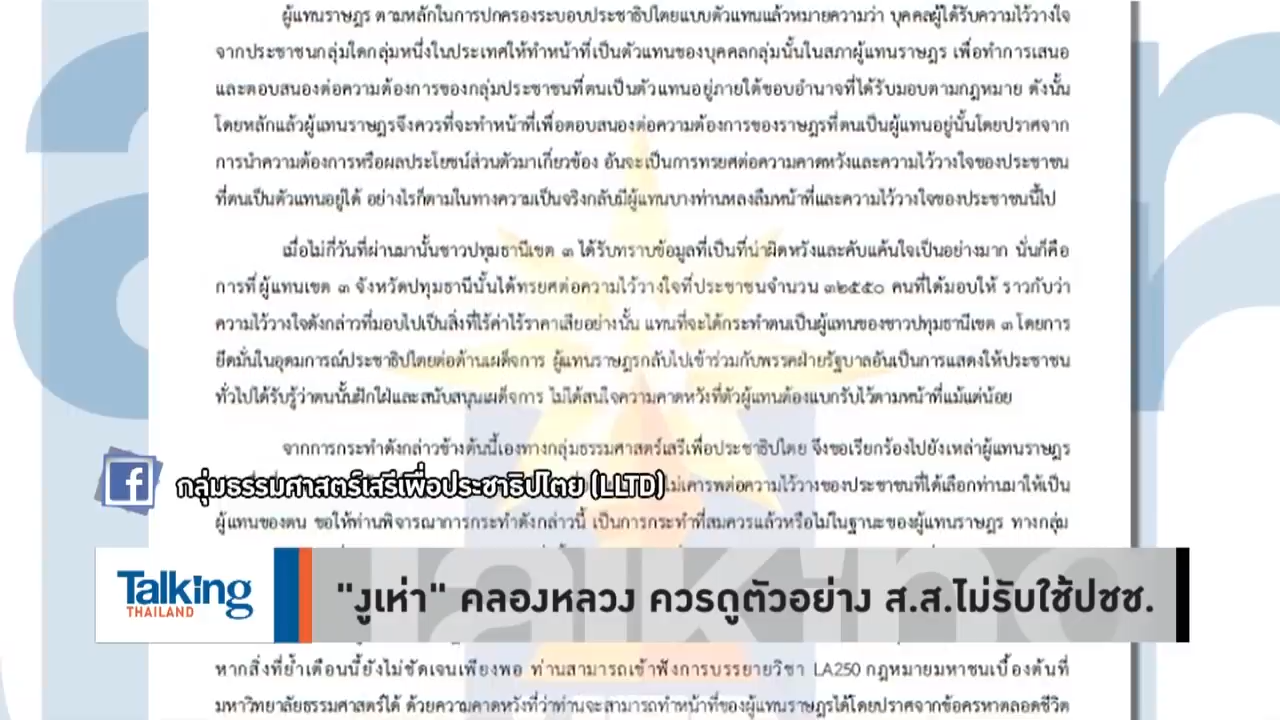 ผู้แทนราษฎร ตามหลักในการปกครองระบอบประชาธิปไตยแบบตัวแทนแล้วหมายความว่า บุคคลผู้ได้รับความไว้วางใจ
จากประชาชนกลุ่มใดกลุ่มหนึ่งในประเทศให้ทำหน้าที่เป็นตัวแทนของบุคคลกลุ่มนั้นในสภาผู้แทนราษฎร เพื่อทำการเสนอ
และตอบสนองต่อความต้องการของกลุ่มประชาชนที่ตนเป็นตัวแทนอยู่ภายใต้ขอบอำนาจที่ได้รับมอบตามกฎหมาย ดังนั้น
โดยหลักแล้วผู้แทนราษฎรจึงควรที่จะทำหน้าที่เพื่อตอบสนองต่อความต้องการของราษฎรที่ตนเป็นผู้แทนอยู่นั้นโดยปราศจาก
การนำความต้องการหรือผลประโยชน์ส่วนตัวมาเกี่ยวข้อง อันจะเป็นการทรยศต่อความคาดหวังและความไว้วางใจของประชาชน
ที่ตนเป็นตัวแทนอยู่ได้ อย่างไรก็ตามในทางความเป็นจริงกลับมีผู้แทนบางท่านหลงลืมหน้าที่และความไว้วางใจของประชาชนนี้ไป
เมื่อไม่กี่วันที่ผ่านมานั้นชาวปทุมธานีเขต ๓ ได้รับทราบข้อมูลที่เป็นที่น่าผิดหวังและคับแค้นใจเป็นอย่างมาก นั่นก็คือ
การที่ผู้แทนเขต ๓ จังหวัดปทุมธานีนั้นได้ทรยศต่อความไว้วางใจที่ประชาชนจำนวน ๓๒๕๕๐ คนที่ได้มอบให้ ราวกับว่า
ความไว้วางใจดังกล่าวที่มอบไปเป็นสิ่งที่ไร้ค่าไร้ราคาเสียอย่างนั้น แทนที่จะได้กระทำตนเป็นผู้แทนของชาวปทุมธานีเขต ๓ โดยการ
ยึดมั่นในอุดมการณ์ประชาธิปไตยต่อต้านเผด็จการ ผู้แทนราษฎรกลับไปเข้าร่วมกับพรรคฝ่ายรัฐบาลอันเป็นการแสดงให้ประชาชน
ทั่วไปได้รับรู้ว่าตนนั้นฝักใฝ่และสนับสนุนเผด็จการ ไม่ได้สนใจความคาดหวังที่ตัวผู้แทนต้องแบกรับไว้ตามหน้าที่แม้แต่น้อย
จากการกระทำดังกล่าวข้างต้นนี้เองทางกลุ่มธรรมศาสตร์เสรีเพื่อประชาธิปไตย จึงขอเรียกร้องไปยังเหล่าผู้แทนราษฎร
กลุ่มธรรมศาสตร์เสรีเพื่อประชาธิปไตย (LLTD)
ไม่เคารพต่อความไว้วางของประชาชนที่ได้เลือกท่านมาให้เป็น
ผู้แทนของตน ขอให้ท่านพิจารณาการกระทำดังกล่าวนี้ เป็นการกระทำที่สมควรแล้วหรือไม่ในฐานะของผู้แทนราษฎร ทางกลุ่ม
Talking
THAILAND
"งูเห่า" คลองหลวง ควรดูตัวอย่าง ส.ส.ไม่รับใช้ปชช.
หากสิ่งที่ย้ำเตือนนี้ยังไม่ชัดเจนเพียงพอ ท่านสามารถเข้าฟังการบรรยายวิชา LA250 กฎหมายมหาชนเบื้องต้นที่
มหาวิทยาลัยธรรมศาสตร์ได้ ด้วยความคาดหวังที่ว่าท่านจะสามารถทำหน้าที่ของผู้แทนราษฎรได้โดยปราศจากข้อครหาตลอดชีวิต